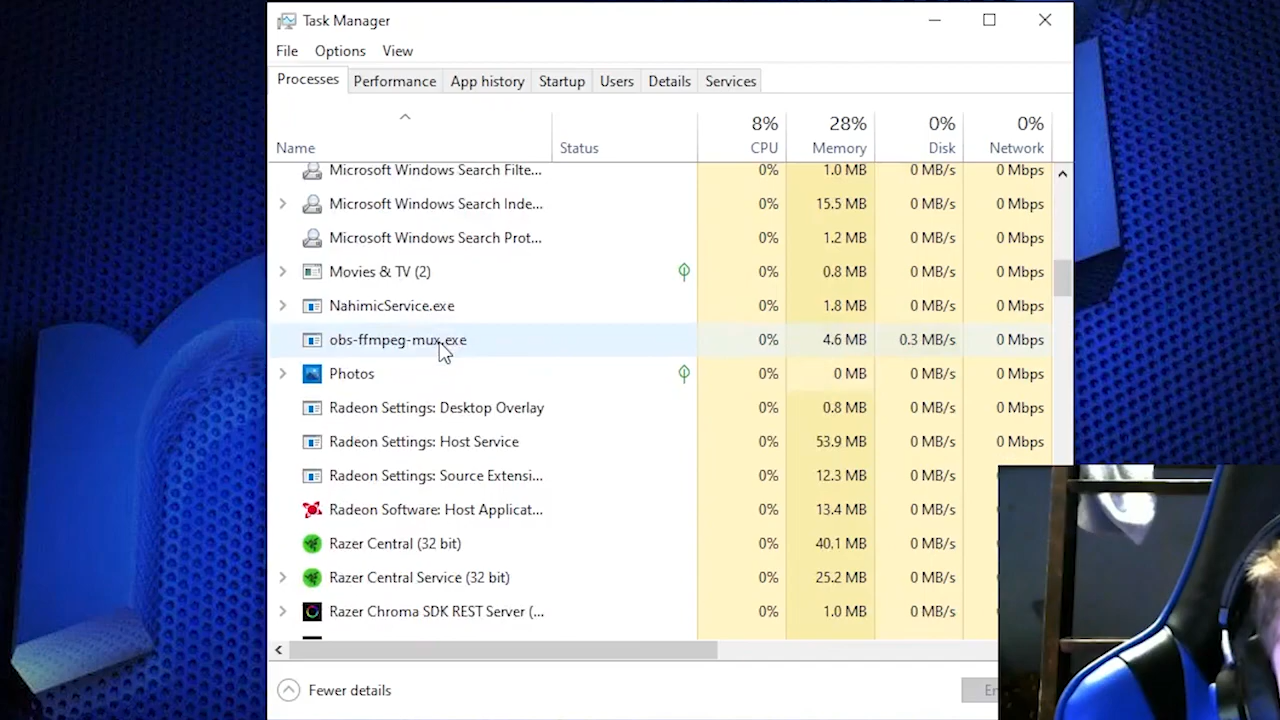 Task Manager
File Options View
Processes Performance App history Startup Users Details Services
8% 28% 0% 0%
Name Status CPU Memory Disk Network
Microsoft Windows Search Filte... 0% 1.0 MB 0 MB/s 0 Mbps
Microsoft Windows Search Inde... 0% 15.5 MB 0 MB/s 0 Mbps
Microsoft Windows Search Prot... 0% 1.2 MB 0 MB/s 0 Mbps
Movies & TV (2) 0% 0.8 MB 0 MB/s 0 Mbps
NahimicService.exe 0% 1.8 MB 0 MB/s 0 Mbps
obs-ffmpeg-mux.exe 0% 4.6 MB 0.3 MB/s 0 Mbps
Photos 0% 0 MB 0 MB/s 0 Mbps
Radeon Settings: Desktop Overlay 0% 0.8 MB 0 MB/s 0 Mbps
Radeon Settings: Host Service 0% 53.9 MB 0 MB/s 0 Mbps
Radeon Settings: Source Extensi... 0% 12.3 MB 0 MB/s
Radeon Software: Host Applicat... 0% 13.4 MB 0 MB/s
Razer Central (32 bit) 0% 40.1 MB 0 MB/s
Razer Central Service (32 bit) 0% 25.2 MB 0 MB/s
Razer Chroma SDK REST Server (... 0% 1.0 MB 0 MB/s
Fewer details